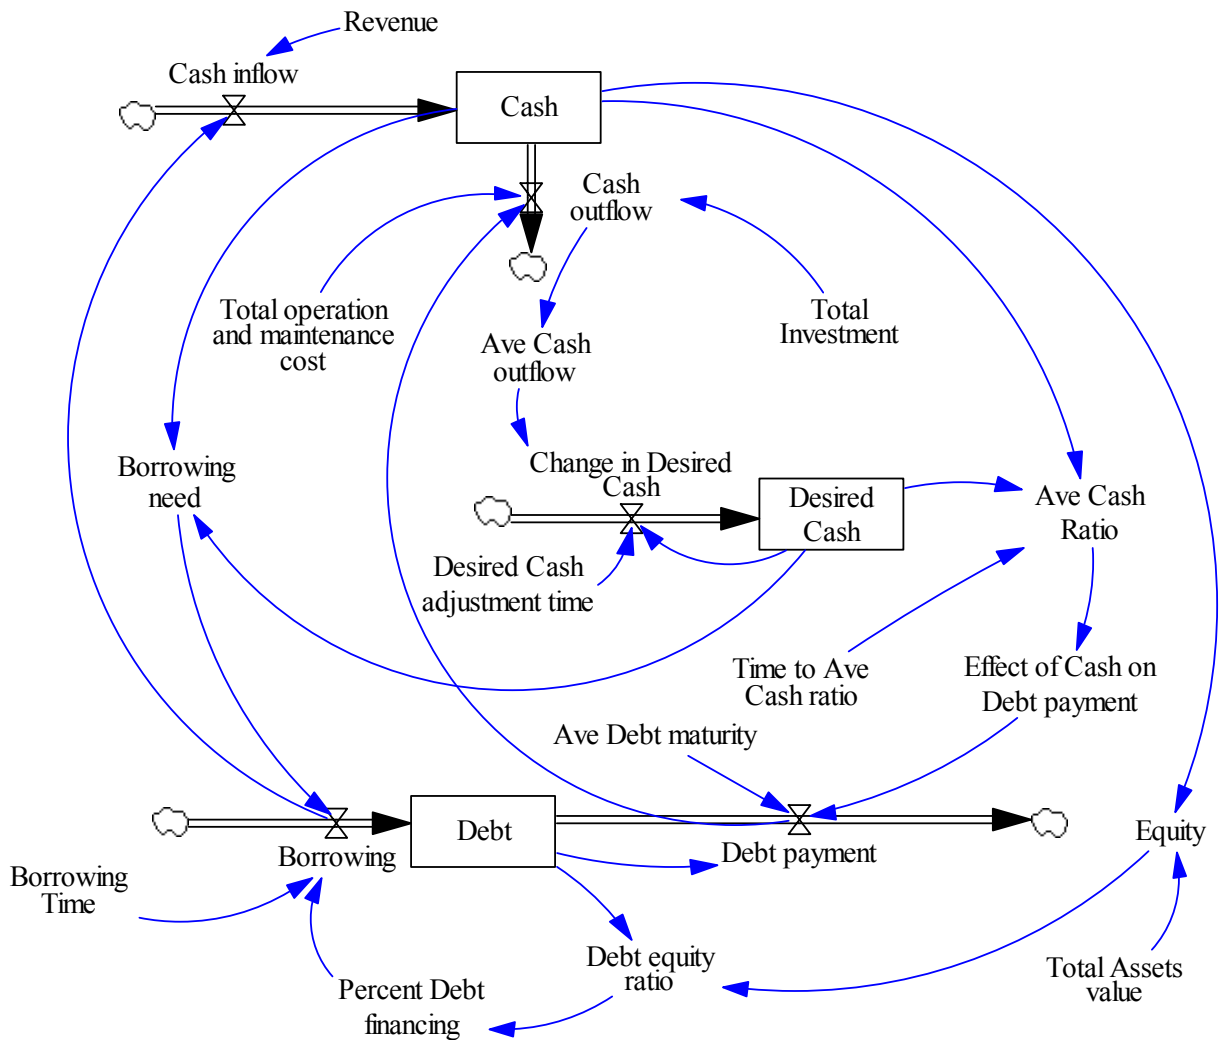 Revenue
Cash inflow
Cash
Cash
outflow
Total operation
and maintenance
cost
Total
Investment
Ave Cash
outflow
Borrowing
need
Change in Desired
Cash
Desired
Cash
Ave Cash
Ratio
Desired Cash
adjustment time
Time to Ave
Cash ratio
Effect of Cash on
Debt payment
Ave Debt maturity
Debt
Equity
Borrowing
Debt payment
Borrowing
Time
Debt equity
ratio
Total Assets
value
Percent Debt
financing